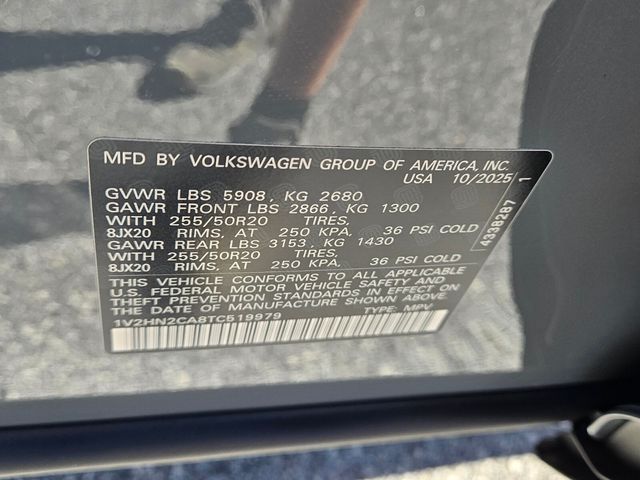 MFD BY VOLKSWAGEN GROUP OF AMERICA, INC
USA 10/2025
GVWR LBS 5908, KG 2680
GAWR FRONT LBS 2866, KG 1300
WITH 255/50R20 TIRES,
8JX20 RIMS, AT 250 KPA, 36 PSI COLD
GAWR REAR LBS 3153, KG 1430
WITH 255/50R20 TIRES,
8JX20 RIMS, AT 250 KPA, 36 PSI COLD
THIS VEHICLE CONFORMS TO ALL APPLICABLE
U.S. FEDERAL MOTOR VEHICLE SAFETY AND
THEFT PREVENTION STANDARDS IN EFFECT ON
THE DATE OF MANUFACTURE SHOWN ABOVE.
1V2HN2CA8TC519979 TYPE: MPV
4338287 1